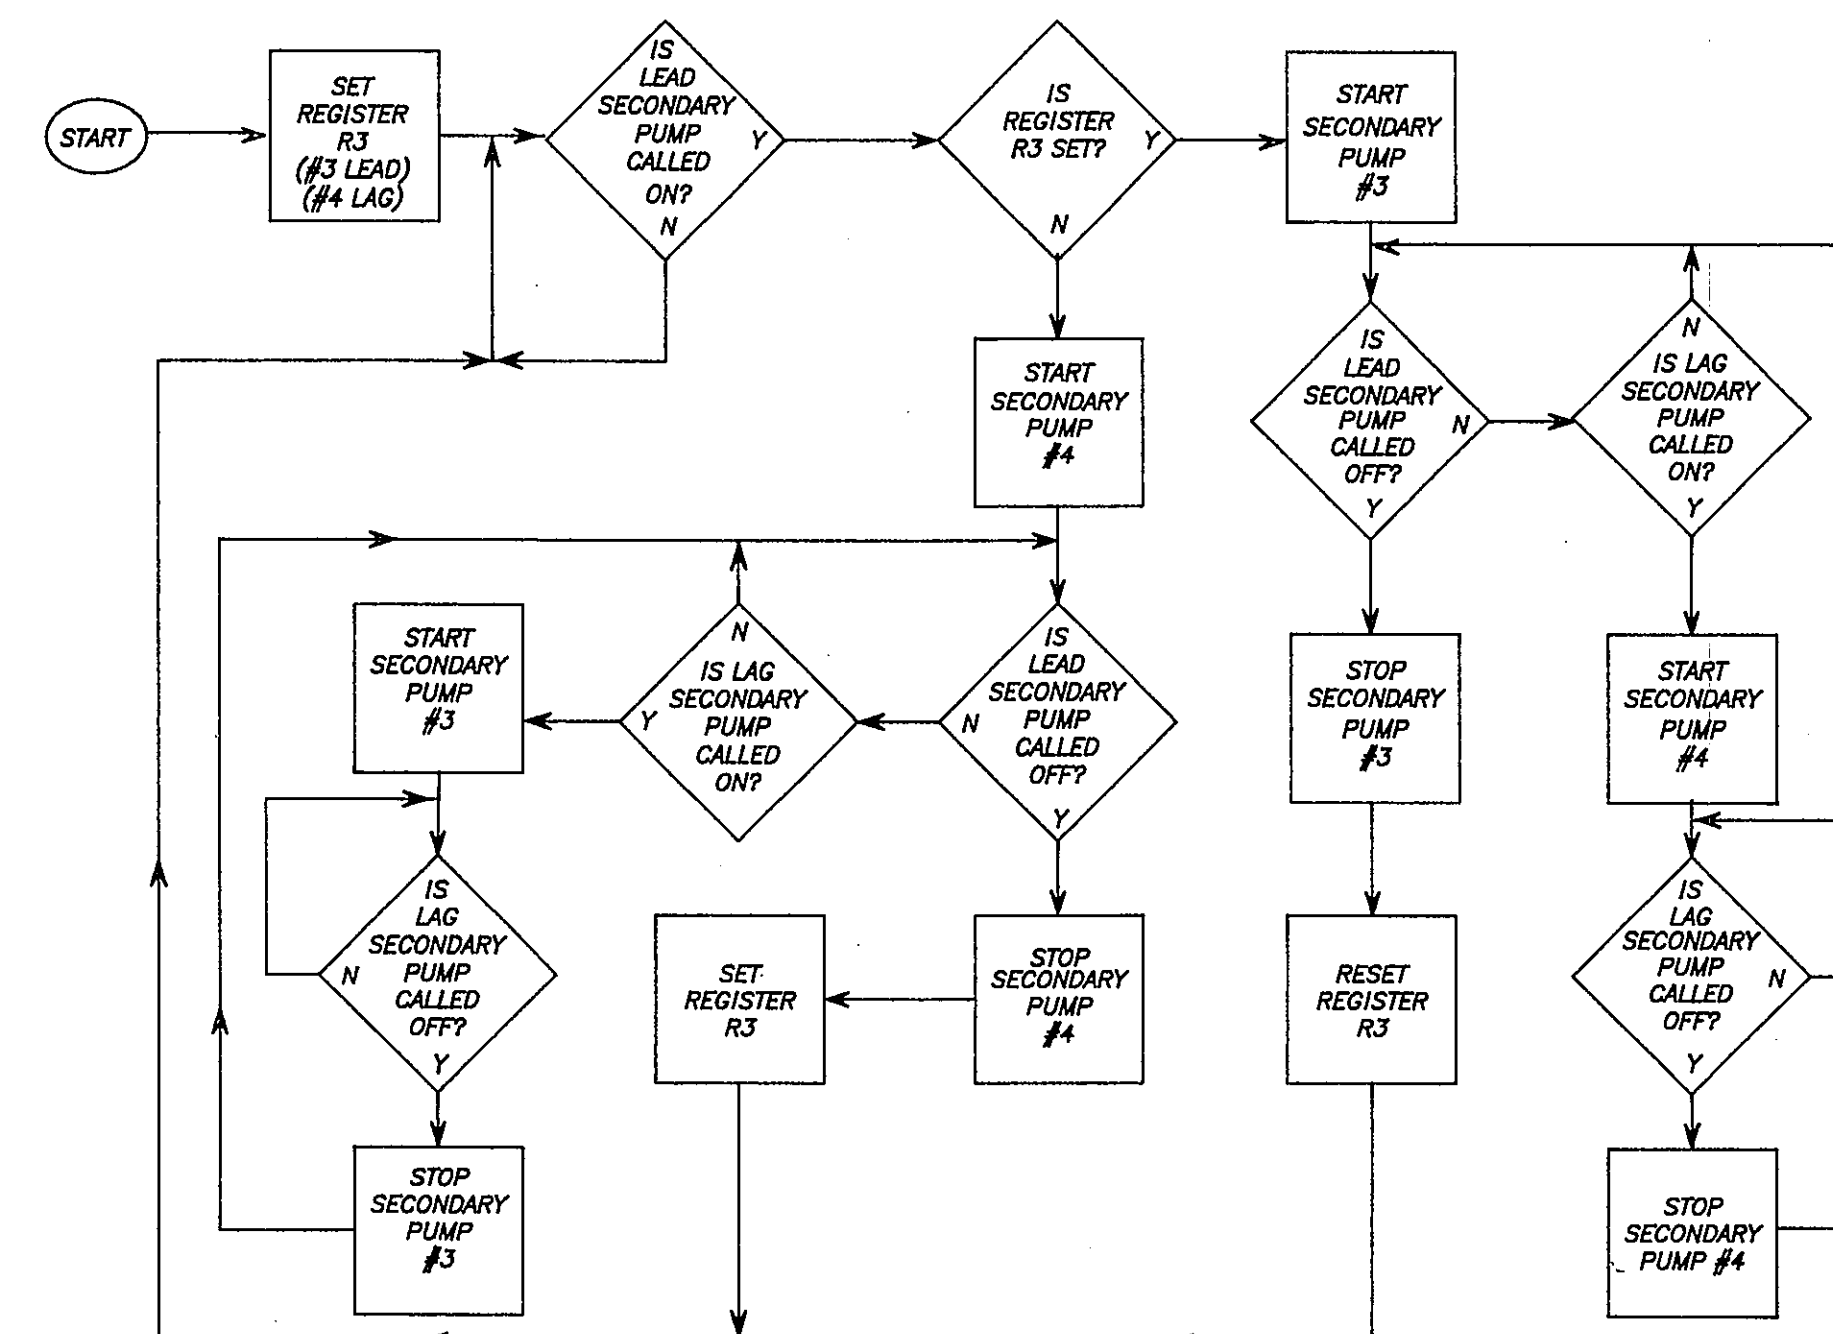 START
SET
REGISTER
R3
(#3 LEAD)
(#4 LAG)
IS
LEAD
SECONDARY
PUMP
CALLED
ON?
Y
N
IS
REGISTER
R3 SET?
Y
N
START
SECONDARY
PUMP
#3
START
SECONDARY
PUMP
#4
IS
LEAD
SECONDARY
PUMP
CALLED
OFF?
N
Y
N
IS LAG
SECONDARY
PUMP
CALLED
ON?
Y
START
SECONDARY
PUMP
#3
N
IS LAG
SECONDARY
PUMP
CALLED
ON?
Y
IS
LEAD
SECONDARY
PUMP
CALLED
OFF?
N
Y
STOP
SECONDARY
PUMP
#3
START
SECONDARY
PUMP
#4
IS
LAG
SECONDARY
PUMP
CALLED
OFF?
N
Y
SET
REGISTER
R3
STOP
SECONDARY
PUMP
#4
RESET
REGISTER
R3
IS
LAG
SECONDARY
PUMP
CALLED
OFF?
N
Y
STOP
SECONDARY
PUMP
#3
STOP
SECONDARY
PUMP #4